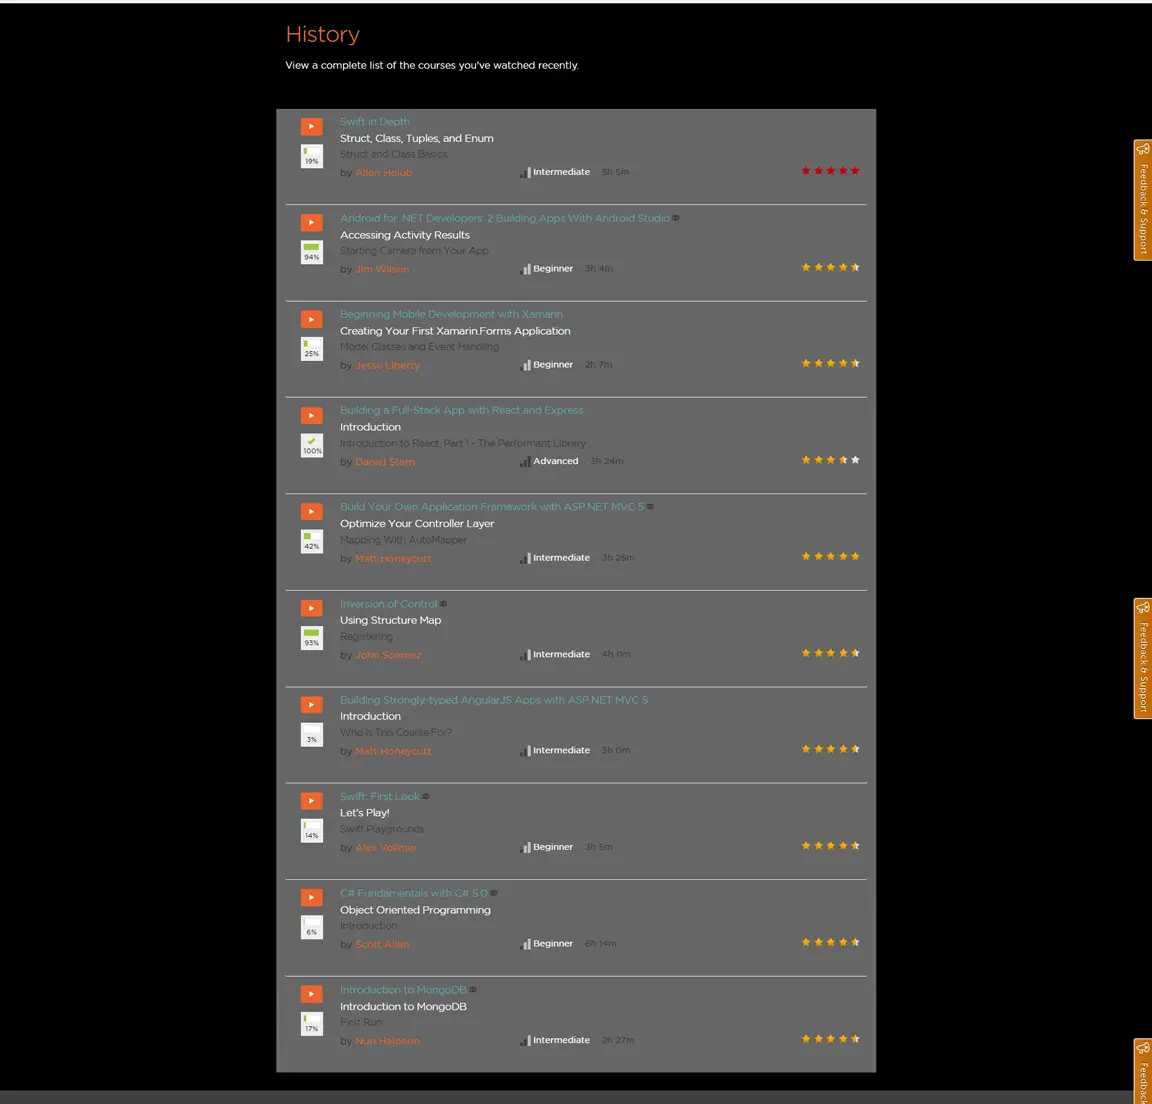 History
View a complete list of the courses you've watched recently.
Swift in Depth
Struct, Class, Tuples, and Enum
19%
Struct and Class Basics
by Allen Holub
Intermediate
5h 5m
Android for .NET Developers: 2 Building Apps With Android Studio
Accessing Activity Results
94%
Starting Camera from Your App
by Jim Wilson
Beginner
3h 4m
Beginning Mobile Development with Xamarin
Creating Your First Xamarin.Forms Application
25%
Model Classes and Event Handling
by Jesse Liberty
Beginner
2h 7m
Building a Full-Stack App with React and Express
Introduction
100%
Introduction to React, Part 1 - The Performant Library
by Daniel Stern
Advanced
3h 24m
Build Your Own Application Framework with ASP.NET MVC 5
Optimize Your Controller Layer
42%
Mapping With AutoMapper
by Matt Honeycutt
Intermediate
3h 25m
Inversion of Control
Using Structure Map
93%
Registering
by John Sonmez
Intermediate
4h 11m
Building Strongly-typed AngularJS Apps with ASP.NET MVC 5
Introduction
3%
Who Is This Course For?
by Matt Honeycutt
Intermediate
3h 0m
Swift: First Look
Let's Play!
14%
Swift Playgrounds
by Alex Vollmer
Beginner
3h 5m
C# Fundamentals with C# 5.0
Object Oriented Programming
6%
Introduction
by Scott Allen
Beginner
6h 14m
Introduction to MongoDB
Introduction to MongoDB
17%
First Run
by Nuri Halperin
Intermediate
2h 27m
Feedback & Support
Feedback & Support
Feedback